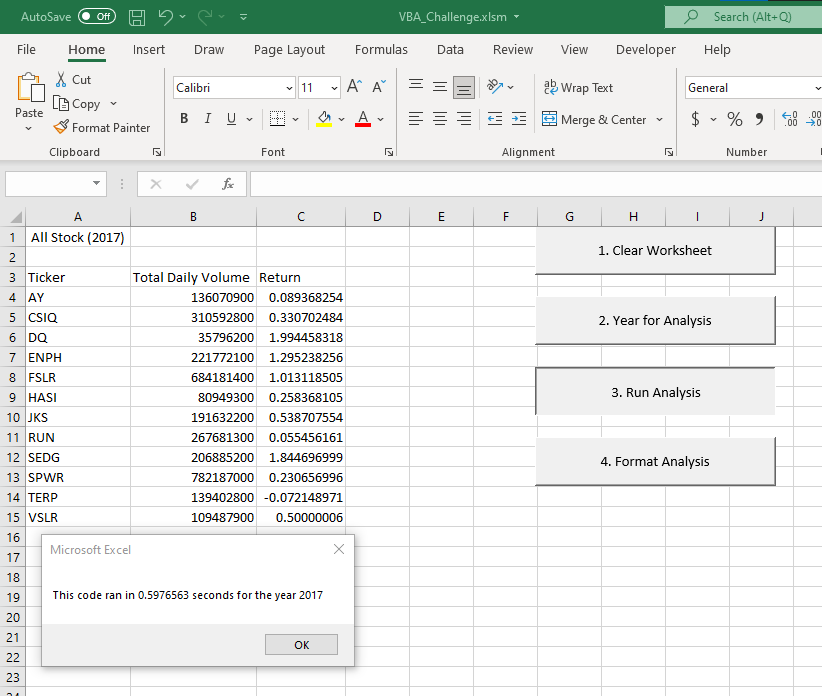 AutoSave Off VBA_Challenge.xlsm Search (Alt+Q)
File Home Insert Draw Page Layout Formulas Data Review View Developer Help
Paste Cut Copy Format Painter
Calibri 11 A^ Aˇ
B I U A
Wrap Text
Merge & Center
General
$ % 9
Clipboard Font Alignment Number
fx
A B C D E F G H I J
1 All Stock (2017)
2
3 Ticker Total Daily Volume Return
4 AY 136070900 0.089368254
5 CSIQ 310592800 0.330702484
6 DQ 35796200 1.994458318
7 ENPH 221772100 1.295238256
8 FSLR 684181400 1.013118505
9 HASI 80949300 0.258368105
10 JKS 191632200 0.538707554
11 RUN 267681300 0.055456161
12 SEDG 206885200 1.844696999
13 SPWR 782187000 0.230656996
14 TERP 139402800 -0.072148971
15 VSLR 109487900 0.50000006
16
17
18
19
20
21
22
23
1. Clear Worksheet
2. Year for Analysis
3. Run Analysis
4. Format Analysis
Microsoft Excel
This code ran in 0.5976563 seconds for the year 2017
OK